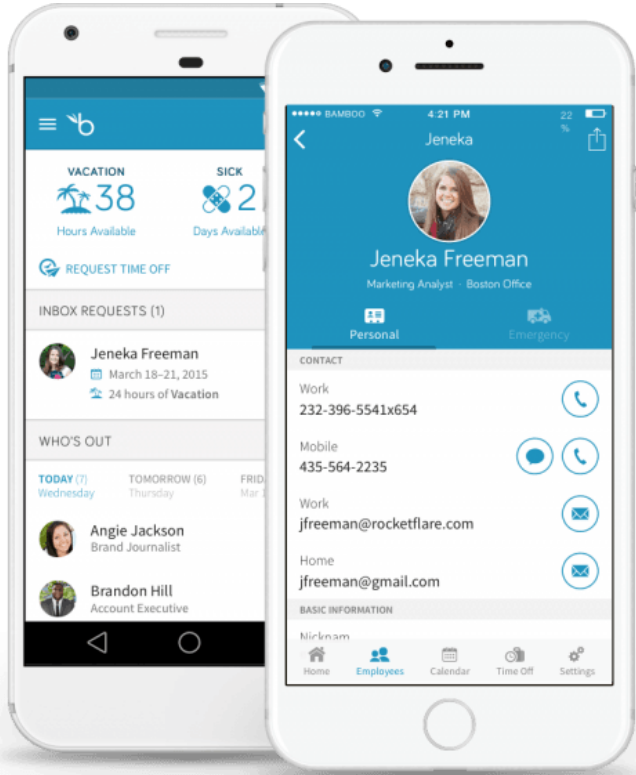 VACATION
38
Hours Available
SICK
2
Days Available
REQUEST TIME OFF
INBOX REQUESTS (1)
Jeneka Freeman
March 18–21, 2015
24 hours of Vacation
WHO'S OUT
TODAY (7)
Wednesday
TOMORROW (6)
Thursday
FRID
Mar 
Angie Jackson
Brand Journalist
Brandon Hill
Account Executive
BAMBOO
4:21 PM
22
%
Jeneka
Jeneka Freeman
Marketing Analyst · Boston Office
Personal
Emergency
CONTACT
Work
232-396-5541x654
Mobile
435-564-2235
Work
jfreeman@rocketflare.com
Home
jfreeman@gmail.com
BASIC INFORMATION
Nicknam
Home
Employees
Calendar
Time Off
Settings